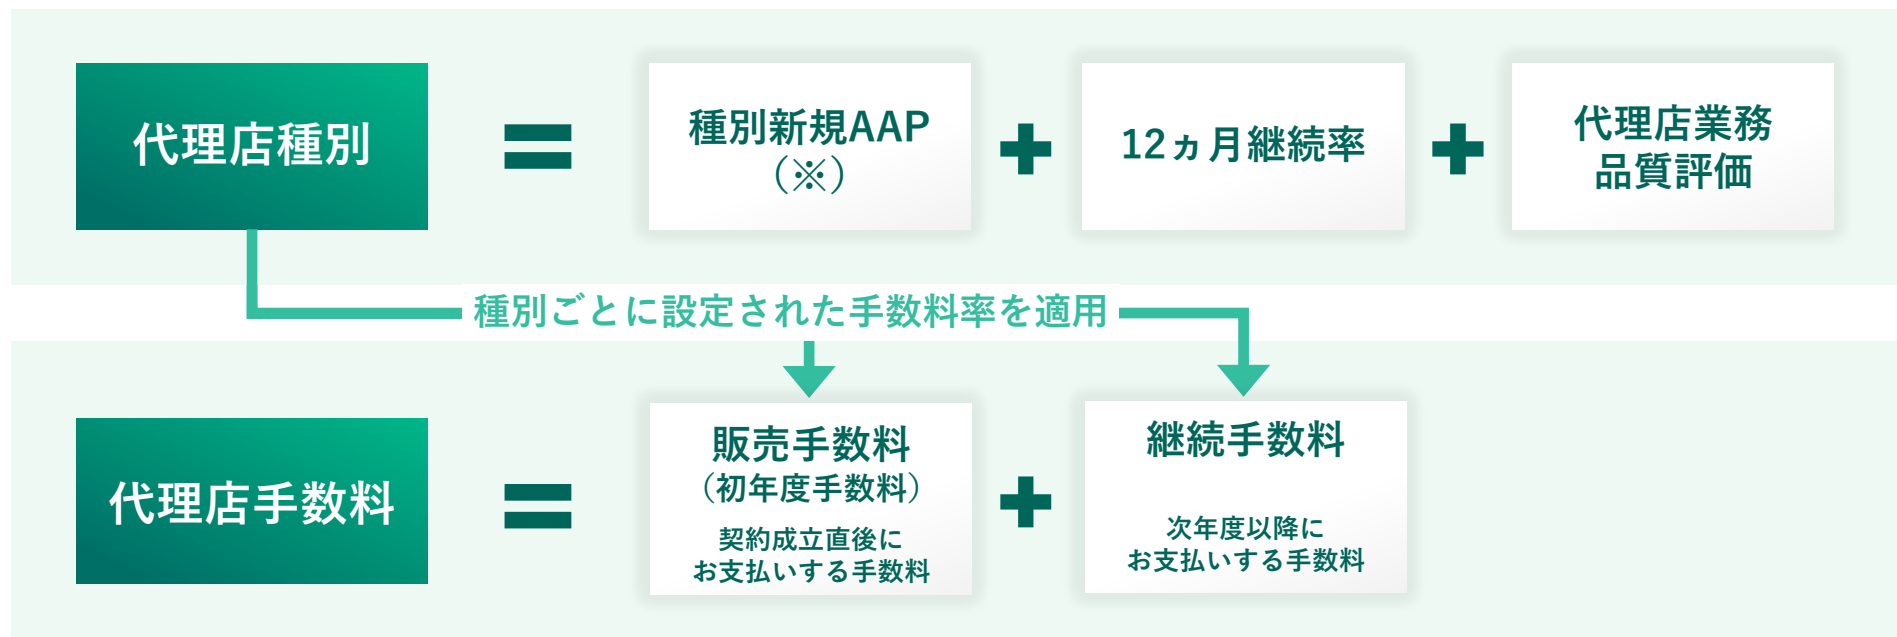 代理店種別
=
種別新規AAP
(※)
+
12ヵ月継続率
+
代理店業務
品質評価
種別ごとに設定された手数料率を適用
代理店手数料
=
販売手数料
(初年度手数料)
契約成立直後に
お支払いする手数料
+
継続手数料
次年度以降に
お支払いする手数料